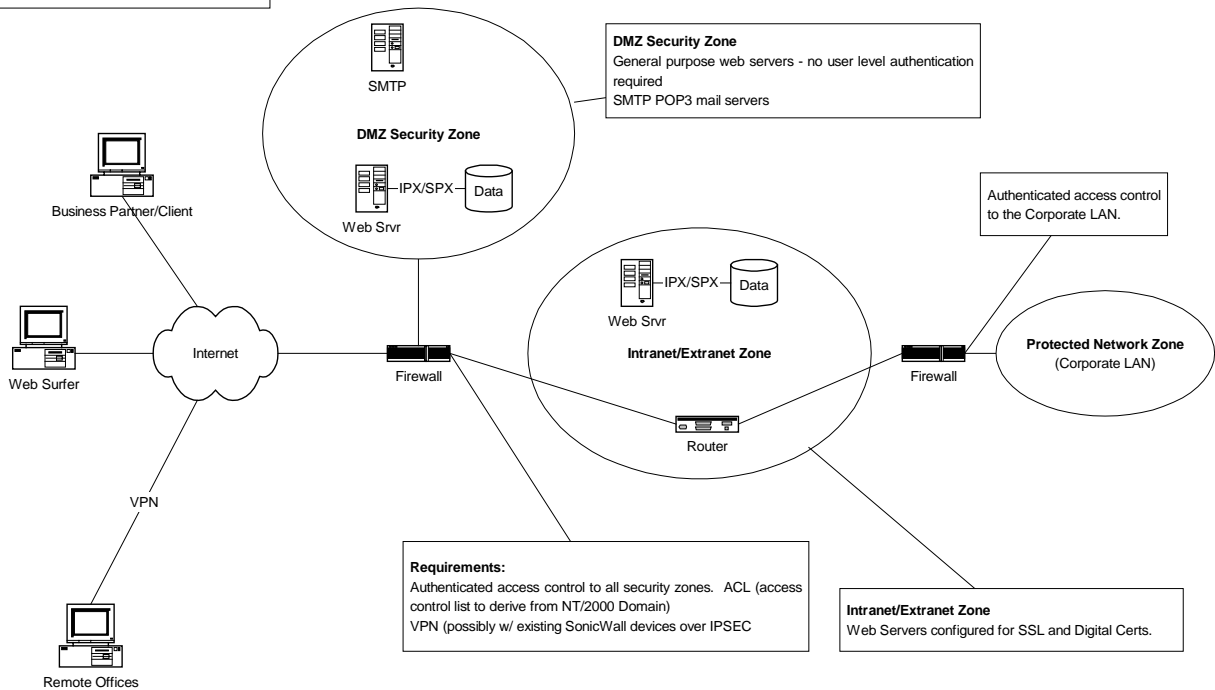 SMTP
DMZ Security Zone
Web Srvr
IPX/SPX
Data
DMZ Security Zone
General purpose web servers - no user level authentication
required
SMTP POP3 mail servers
Business Partner/Client
Web Surfer
Internet
VPN
Remote Offices
Firewall
Web Srvr
IPX/SPX
Data
Intranet/Extranet Zone
Router
Authenticated access control
to the Corporate LAN.
Firewall
Protected Network Zone
(Corporate LAN)
Requirements:
Authenticated access control to all security zones. ACL (access
control list to derive from NT/2000 Domain)
VPN (possibly w/ existing SonicWall devices over IPSEC
Intranet/Extranet Zone
Web Servers configured for SSL and Digital Certs.